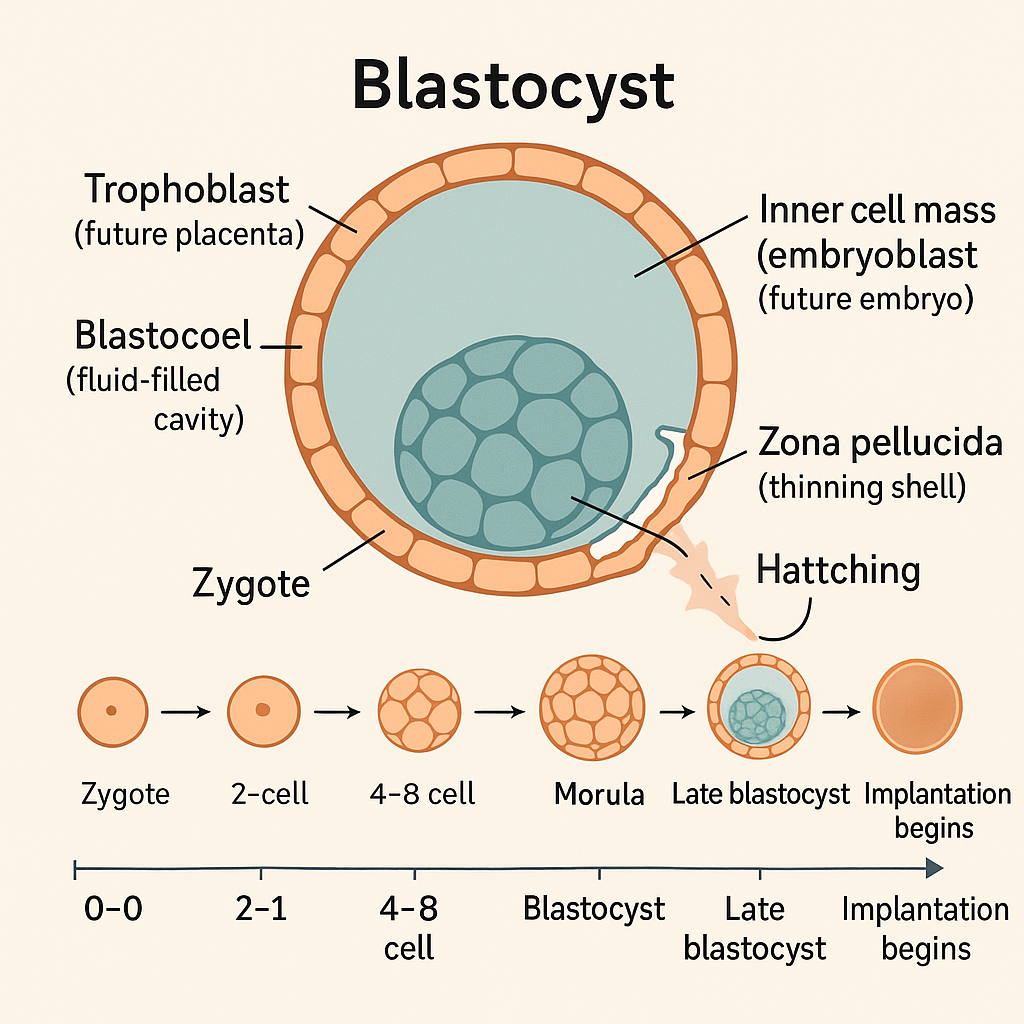 Blastocyst
Trophoblast
(future placenta)
Inner cell mass
(embryoblast
(future embryo)
Blastocoel
(fluid-filled
cavity)
Zona pellucida
(thinning shell)
Zygote
Hattching
Zygote
2-cell
4-8 cell
Morula
Late blastocyst
Implantation
begins
0-0
2-1
4-8
cell
Blastocyst
Late
blastocyst
Implantation
begins